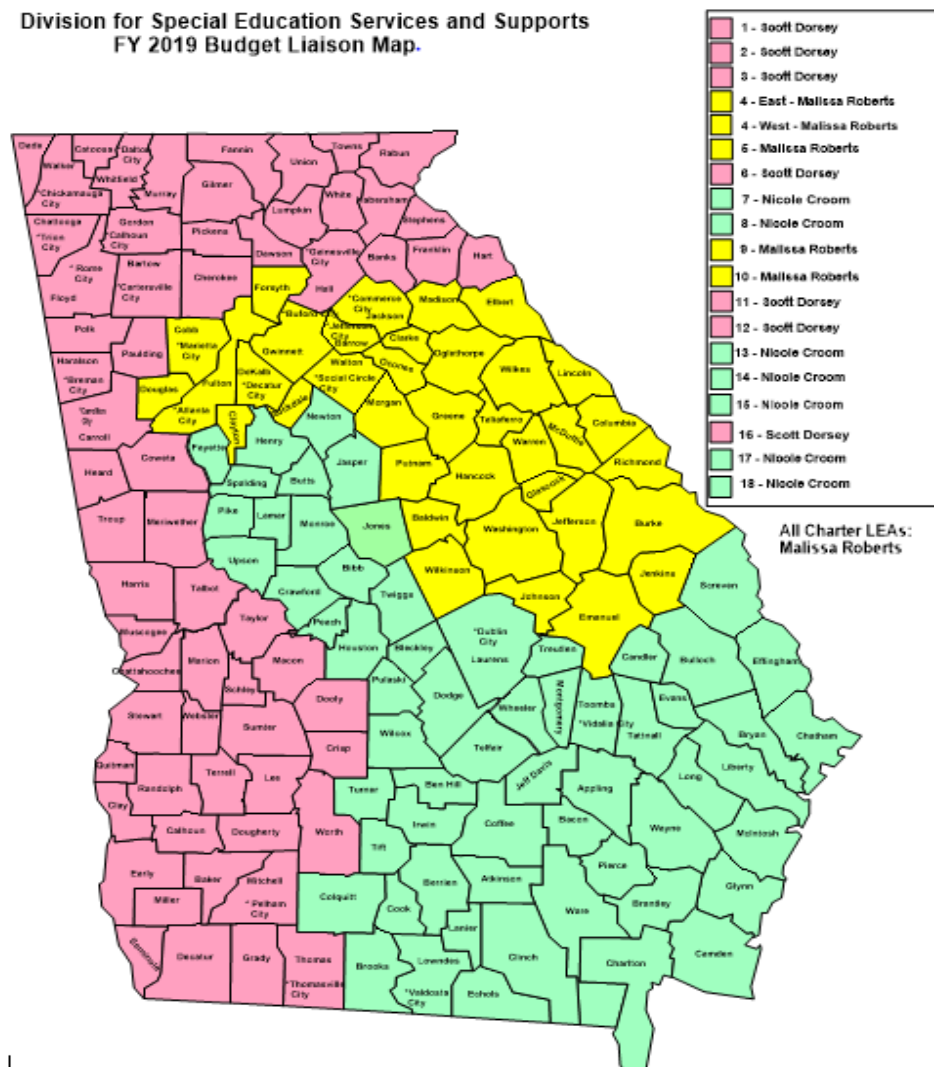 Division for Special Education Services and Supports
FY 2019 Budget Liaison Map.
1 - Scott Dorsey
2 - Scott Dorsey
3 - Scott Dorsey
4 - East - Malissa Roberts
4 - West - Malissa Roberts
5 - Malissa Roberts
6 - Scott Dorsey
7 - Nicole Croom
8 - Nicole Croom
9 - Malissa Roberts
10 - Malissa Roberts
11 - Scott Dorsey
12 - Scott Dorsey
13 - Nicole Croom
14 - Nicole Croom
15 - Nicole Croom
16 - Scott Dorsey
17 - Nicole Croom
18 - Nicole Croom
All Charter LEAs:
Malissa Roberts
Dade
Walker
Catoosa
Dalton
City
Whitfield
*Chickamauga
City
Murray
Fannin
Gilmer
Union
Towns
Rabun
White
Habersham
Lumpkin
Stephens
Chattooga
*Trion
City
Gordon
*Calhoun
City
Pickens
Dawson
*Gainesville
City
Hall
Banks
Franklin
Hart
* Rome
City
Floyd
Bartow
*Cartersville
City
Cherokee
Forsyth
*Commerce
City
Jackson
Madison
Elbert
Polk
Paulding
Haralson
*Bremen
City
Carroll
Cobb
*Marietta
City
Douglas
Fulton
*Atlanta
City
Gwinnett
*Buford
*Jefferson
City
Barrow
Clarke
Oconee
Oglethorpe
Wilkes
Lincoln
DeKalb
*Decatur
City
Walton
*Social Circle
City
Morgan
Greene
Taliaferro
Warren
McDuffie
Columbia
Richmond
Clayton
Newton
Henry
Fayette
Coweta
Heard
Spalding
Butts
Jasper
Putnam
Hancock
Glascock
Jefferson
Burke
Troup
Meriwether
Pike
Lamar
Monroe
Jones
Baldwin
Washington
Jenkins
Screven
Upson
Bibb
Wilkinson
Twiggs
Johnson
Emanuel
Harris
Talbot
Crawford
Taylor
Peach
Houston
Bleckley
*Dublin
City
Laurens
Treutlen
Candler
Bulloch
Effingham
Muscogee
Chattahoochee
Marion
Macon
Schley
Dooly
Pulaski
Dodge
Wheeler
Montgomery
Toombs
*Vidalia City
Evans
Tattnall
Bryan
Chatham
Stewart
Webster
Sumter
Crisp
Wilcox
Telfair
Jeff Davis
Appling
Long
Liberty
Quitman
Randolph
Terrell
Lee
Turner
Ben Hill
Irwin
Coffee
Bacon
Wayne
McIntosh
Clay
Calhoun
Dougherty
Worth
Tift
Early
Baker
Mitchell
Miller
* Pelham
City
Colquitt
Cook
Berrien
Atkinson
Pierce
Ware
Brantley
Glynn
Lanier
Seminole
Decatur
Grady
Thomas
*Thomasville
City
Brooks
Lowndes
*Valdosta
City
Echols
Clinch
Charlton
Camden